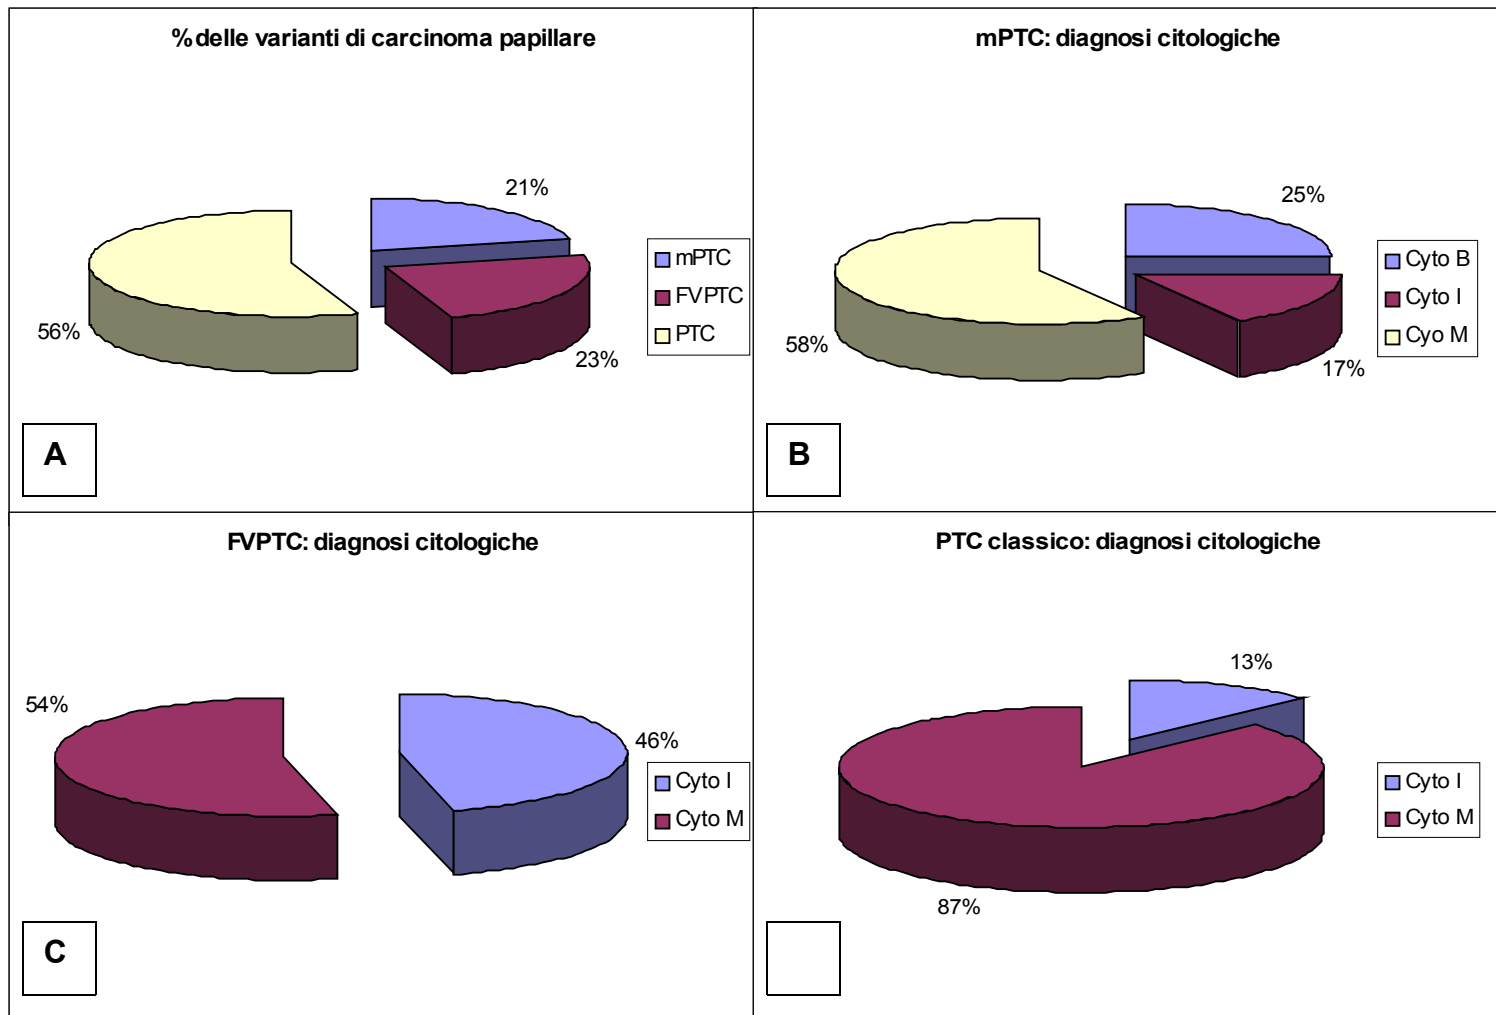 % delle varianti di carcinoma papillare
21%
56%
23%
mPTC
FVPTC
PTC
A
mPTC: diagnosi citologiche
25%
58%
17%
Cyto B
Cyto I
Cyo M
B
FVPTC: diagnosi citologiche
54%
46%
Cyto I
Cyto M
C
PTC classico: diagnosi citologiche
13%
87%
Cyto I
Cyto M